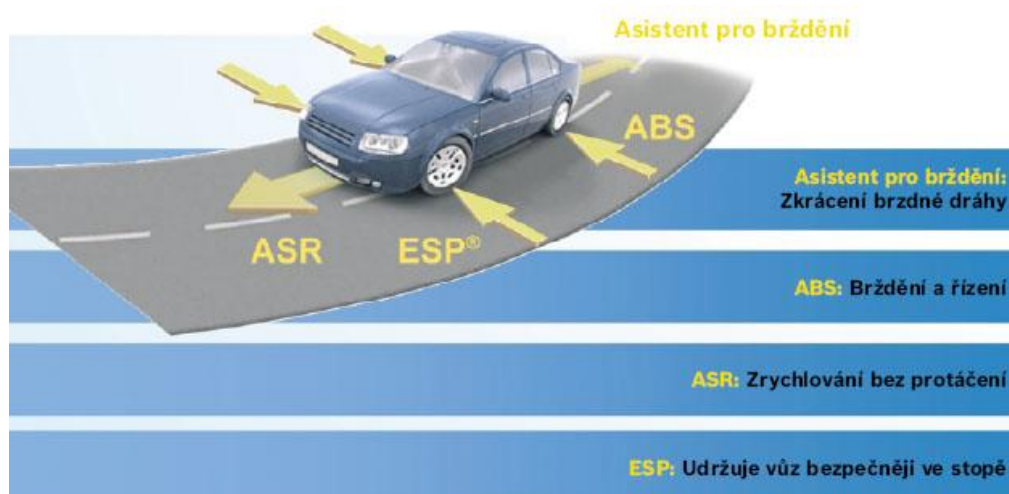 Asistent pro bržděni
ABS
ASR
ESP®
Asistent pro brždění:
Zkrácení brzdné dráhy
ABS: Brždění a řízení
ASR: Zrychlování bez protáčení
ESP: Udržuje vůz bezpečněji ve stopě